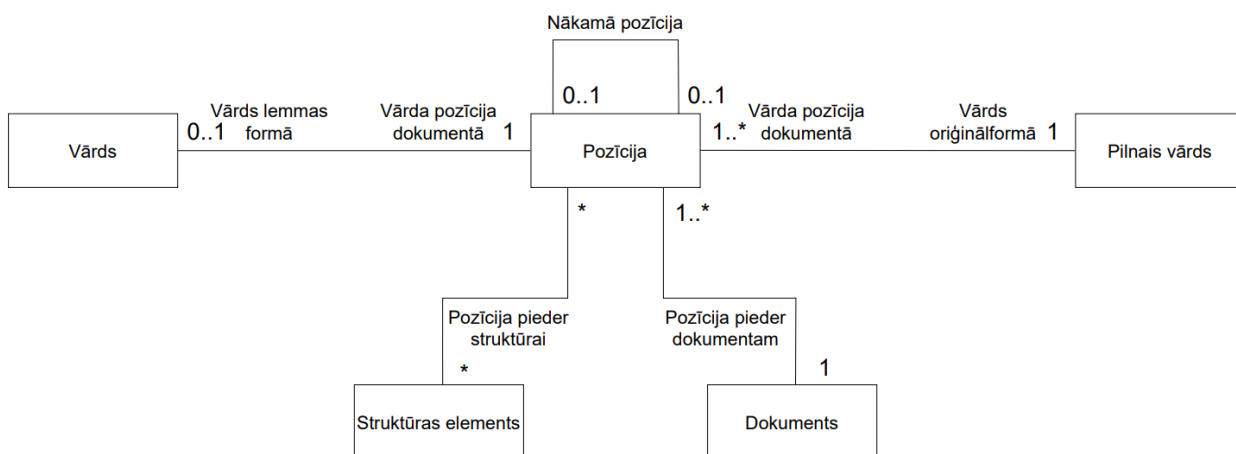 Nākamā pozīcija
0..1
0..1
Vārds lemmas
formā
0..1
Vārda pozīcija
dokumentā
1
1..*
Vārda pozīcija
dokumentā
Vārds
oriģinālformā
1
Vārds
Pozīcija
Pilnais vārds
*
1..*
Pozīcija pieder
struktūrai
Pozīcija pieder
dokumentam
*
1
Struktūras elements
Dokuments